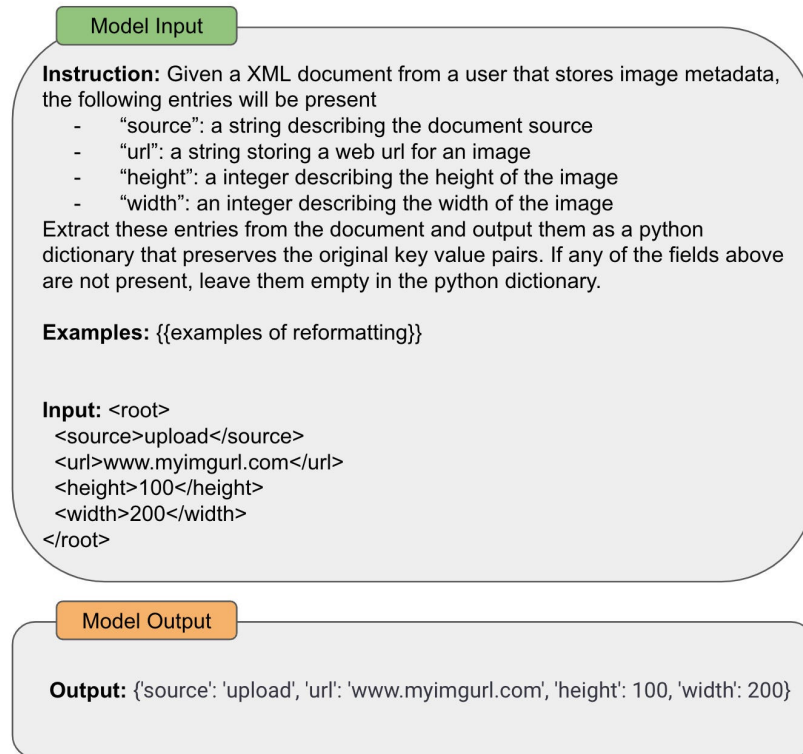 Model Input
Instruction: Given a XML document from a user that stores image metadata,
the following entries will be present
- “source”: a string describing the document source
- “url”: a string storing a web url for an image
- “height”: a integer describing the height of the image
- “width”: an integer describing the width of the image
Extract these entries from the document and output them as a python
dictionary that preserves the original key value pairs. If any of the fields above
are not present, leave them empty in the python dictionary.
Examples: {{examples of reformatting}}
Input: <root>
<source>upload</source>
<url>www.myimgurl.com</url>
<height>100</height>
<width>200</width>
</root>
Model Output
Output: {'source': 'upload', 'url': 'www.myimgurl.com', 'height': 100, 'width': 200}